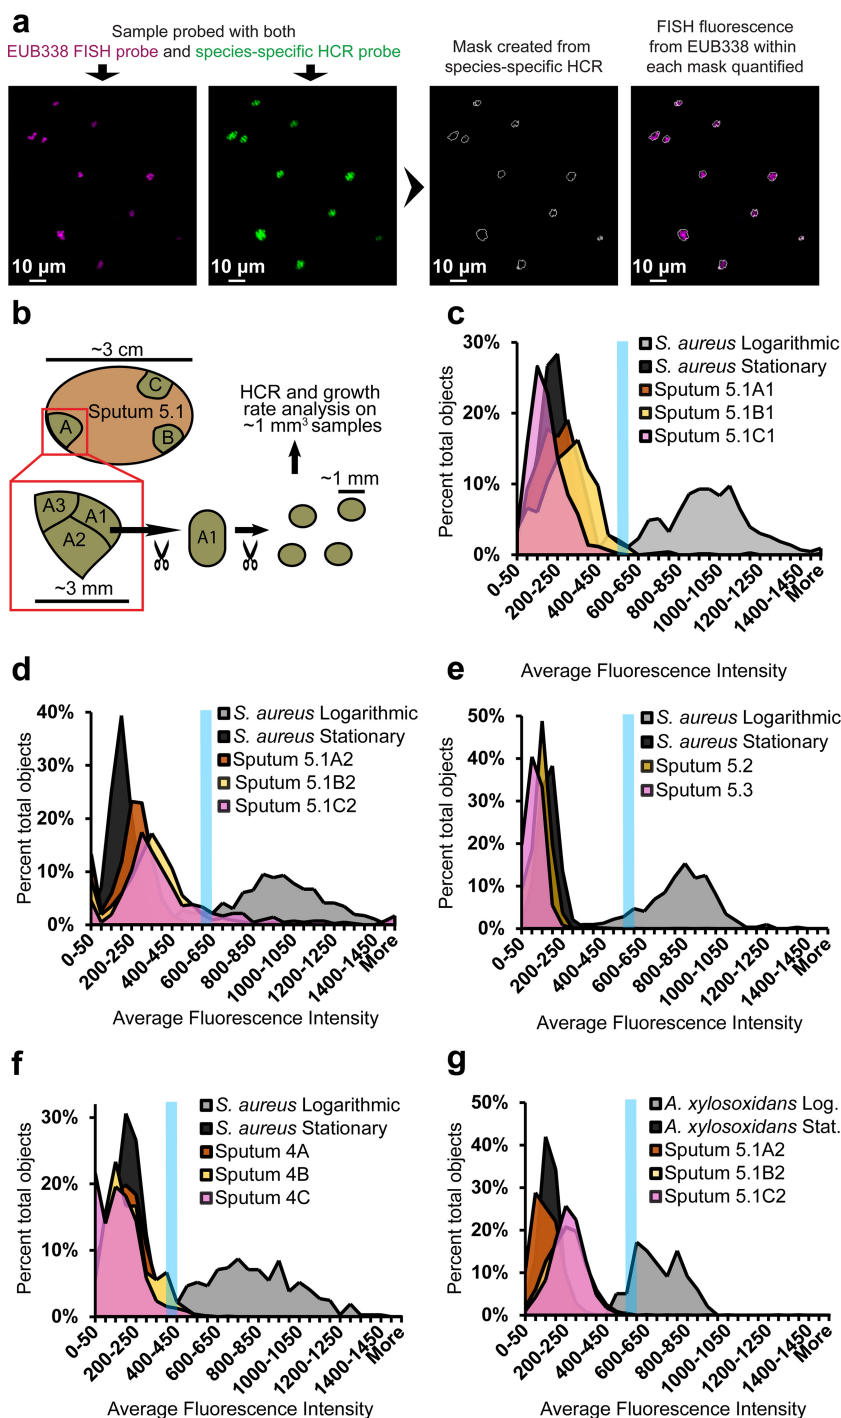 a
Sample probed with both
EUB338 FISH probe and species-specific HCR probe
Mask created from
species-specific HCR
FISH fluorescence
from EUB338 within
each mask quantified
10 µm
10 µm
10 µm
10 µm
b
~3 cm
C
Sputum 5.1
A
B
HCR and growth
rate analysis on
~1 mm³ samples
~1 mm
A3
A1
A2
A1
~3 mm
c
Percent total objects
30%
20%
10%
0%
S. aureus Logarithmic
S. aureus Stationary
Sputum 5.1A1
Sputum 5.1B1
Sputum 5.1C1
0-50
200-250
400-450
600-650
800-850
1000-1050
1200-1250
1400-1450
More
Average Fluorescence Intensity
d
Percent total objects
40%
30%
20%
10%
0%
S. aureus Logarithmic
S. aureus Stationary
Sputum 5.1A2
Sputum 5.1B2
Sputum 5.1C2
0-50
200-250
400-450
600-650
800-850
1000-1050
1200-1250
1400-1450
More
Average Fluorescence Intensity
e
Percent total objects
50%
40%
30%
20%
10%
0%
S. aureus Logarithmic
S. aureus Stationary
Sputum 5.2
Sputum 5.3
0-50
200-250
400-450
600-650
800-850
1000-1050
1200-1250
1400-1450
More
Average Fluorescence Intensity
f
Percent total objects
30%
20%
10%
0%
S. aureus Logarithmic
S. aureus Stationary
Sputum 4A
Sputum 4B
Sputum 4C
0-50
200-250
400-450
600-650
800-850
1000-1050
1200-1250
1400-1450
More
Average Fluorescence Intensity
g
Percent total objects
50%
40%
30%
20%
10%
0%
A. xylosoxidans Log.
A. xylosoxidans Stat.
Sputum 5.1A2
Sputum 5.1B2
Sputum 5.1C2
0-50
200-250
400-450
600-650
800-850
1000-1050
1200-1250
1400-1450
More
Average Fluorescence Intensity